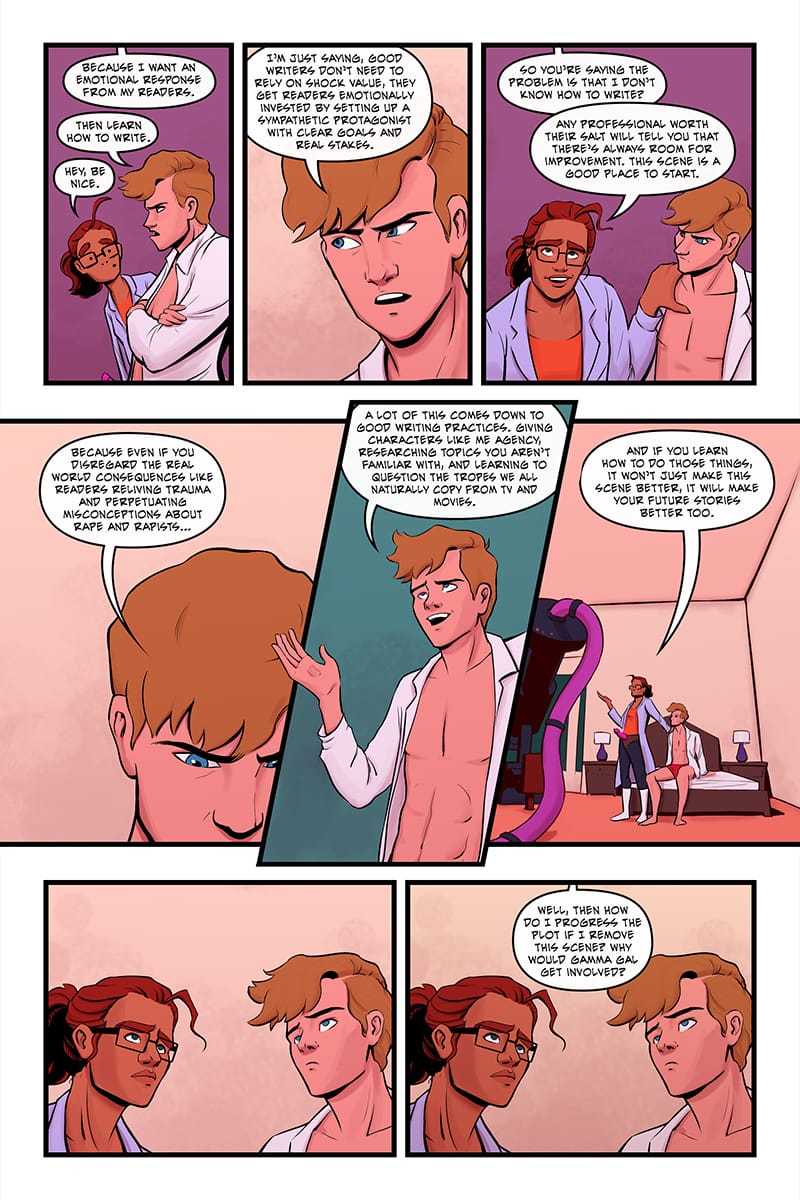 BECAUSE I WANT AN
EMOTIONAL RESPONSE
FROM MY READERS.
THEN LEARN
HOW TO WRITE.
HEY, BE
NICE.
I'M JUST SAYING, GOOD
WRITERS DON'T NEED TO
RELY ON SHOCK VALUE, THEY
GET READERS EMOTIONALLY
INVESTED BY SETTING UP A
SYMPATHETIC PROTAGONIST
WITH CLEAR GOALS AND
REAL STAKES.
SO YOU'RE SAYING THE
PROBLEM IS THAT I DON'T
KNOW HOW TO WRITE?
ANY PROFESSIONAL WORTH
THEIR SALT WILL TELL YOU THAT
THERE'S ALWAYS ROOM FOR
IMPROVEMENT. THIS SCENE IS A
GOOD PLACE TO START.
BECAUSE EVEN IF YOU
DISREGARD THE REAL
WORLD CONSEQUENCES LIKE
READERS RELIVING TRAUMA
AND PERPETUATING
MISCONCEPTIONS ABOUT
RAPE AND RAPISTS...
A LOT OF THIS COMES DOWN TO
GOOD WRITING PRACTICES. GIVING
CHARACTERS LIKE ME AGENCY,
RESEARCHING TOPICS YOU AREN'T
FAMILIAR WITH, AND LEARNING TO
QUESTION THE TROPES WE ALL
NATURALLY COPY FROM TV AND
MOVIES.
AND IF YOU LEARN
HOW TO DO THOSE THINGS,
IT WON'T JUST MAKE THIS
SCENE BETTER, IT WILL MAKE
YOUR FUTURE STORIES
BETTER TOO.
WELL, THEN HOW
DO I PROGRESS THE
PLOT IF I REMOVE
THIS SCENE? WHY
WOULD GAMMA GAL
GET INVOLVED?